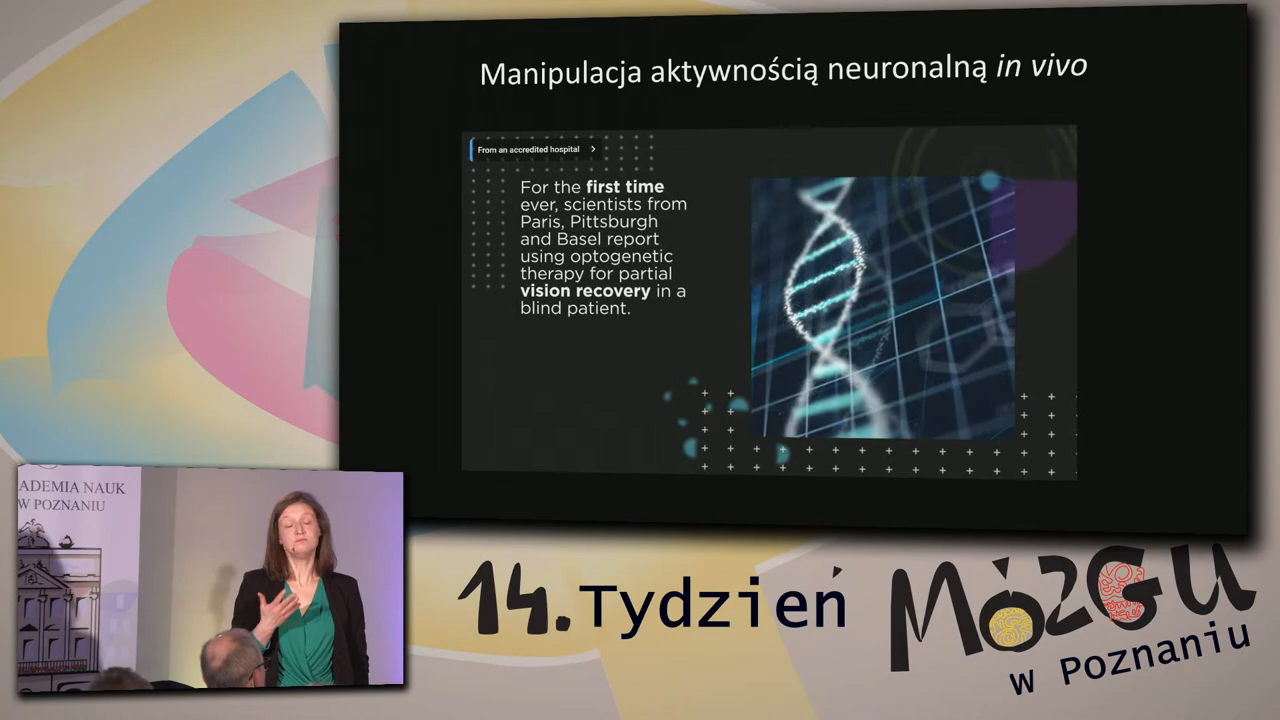 Manipulacja aktywnością neuronalną in vivo
From an accredited hospital
For the first time
ever, scientists from
Paris, Pittsburgh
and Basel report
using optogenetic
therapy for partial
vision recovery in a
blind patient.
ADEMIA NAUK
W POZNANIU
14. Tydzień MÓZGU
w Poznaniu